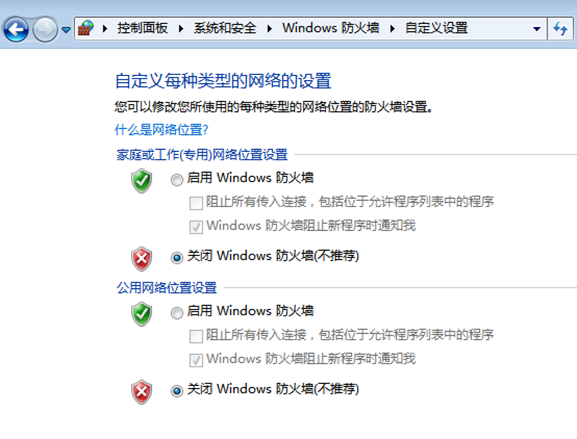 控制面板 系统和安全 Windows 防火墙 自定义设置
自定义每种类型的网络的设置
您可以修改您所使用的每种类型的网络位置的防火墙设置。
什么是网络位置?
家庭或工作(专用)网络位置设置
启用 Windows 防火墙
阻止所有传入连接，包括位于允许程序列表中的程序
Windows 防火墙阻止新程序时通知我
关闭 Windows 防火墙(不推荐)
公用网络位置设置
启用 Windows 防火墙
阻止所有传入连接，包括位于允许程序列表中的程序
Windows 防火墙阻止新程序时通知我
关闭 Windows 防火墙(不推荐)